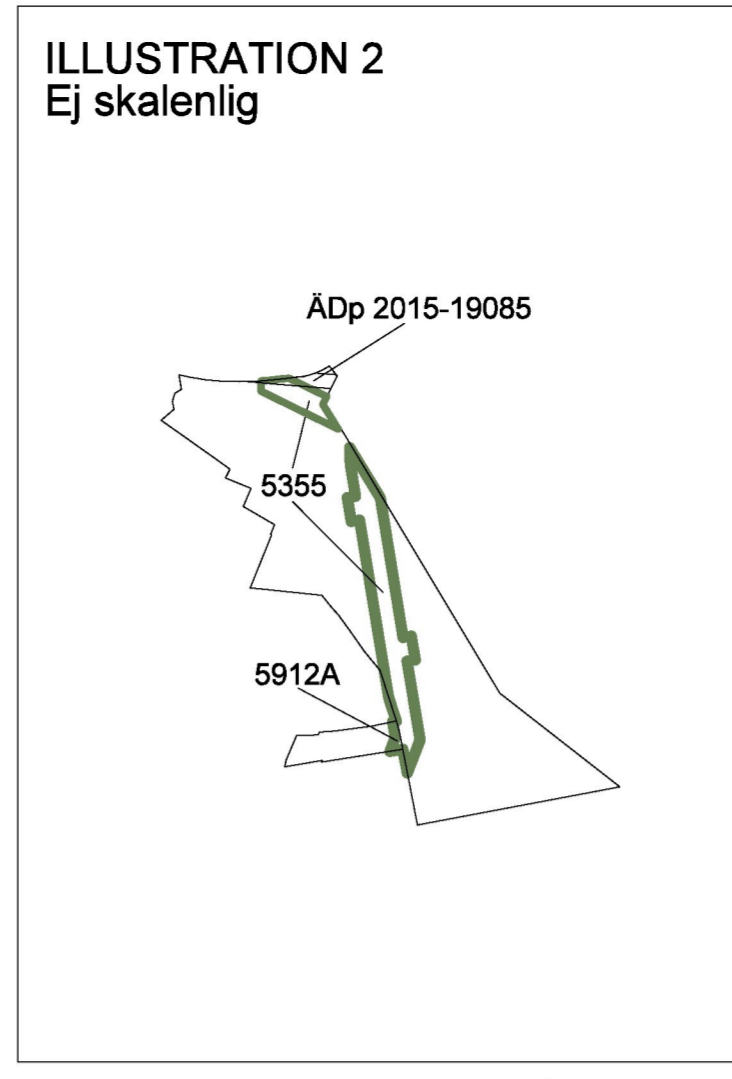 ILLUSTRATION 2
Ej skalenlig
ÄDp 2015-19085
5355
5912A